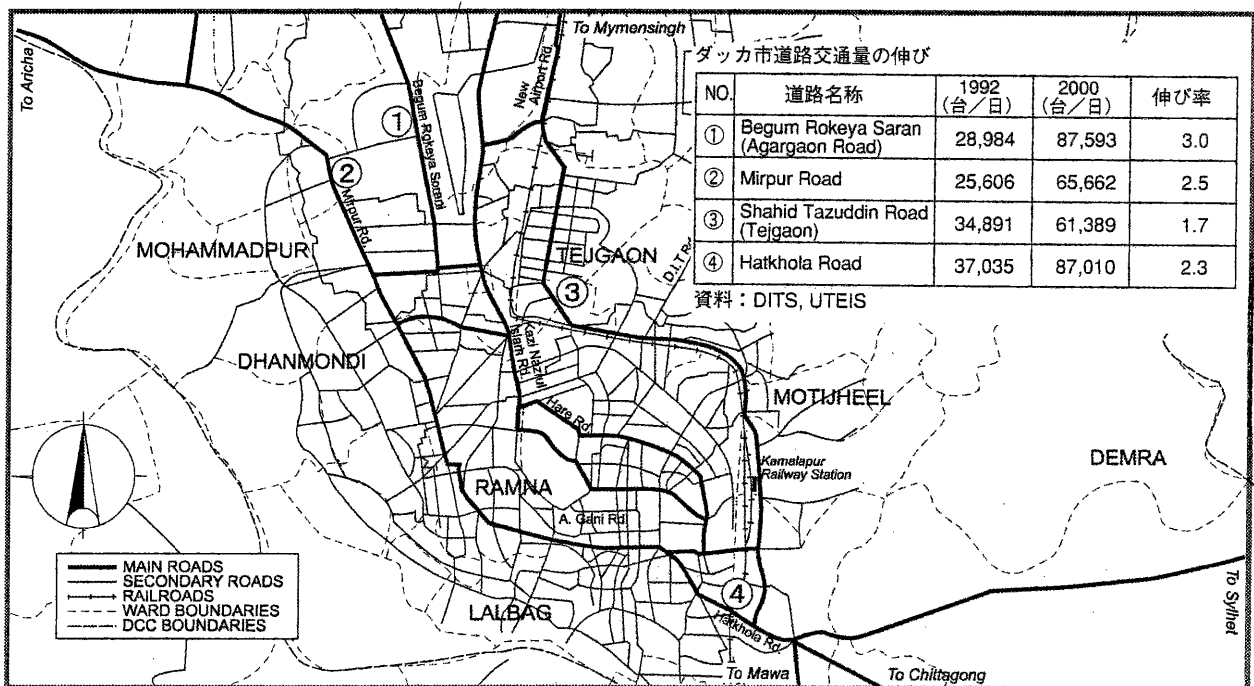 To Mymensingh
To Aricha
Begum Rokeya Sorani
New Airport Rd.
①
②
Mirpur Rd.
MOHAMMADPUR
TEJGAON
D.I.T Rd.
③
DHANMONDI
Kazi Nazrul
Islam Rd.
Hare Rd.
MOTIJHEEL
Kamalapur
Railway Station
DEMRA
RAMNA
A. Gani Rd.
LALBAG
④
Hatkhola Rd.
To Mawa
To Chittagong
To Sylhet
ダッカ市道路交通量の伸び
NO. 道路名称 1992 (台/日) 2000 (台/日) 伸び率
① Begum Rokeya Saran (Agargaon Road) 28,984 87,593 3.0
② Mirpur Road 25,606 65,662 2.5
③ Shahid Tazuddin Road (Tejgaon) 34,891 61,389 1.7
④ Hatkhola Road 37,035 87,010 2.3
資料:DITS, UTEIS
MAIN ROADS
SECONDARY ROADS
RAILROADS
WARD BOUNDARIES
DCC BOUNDARIES